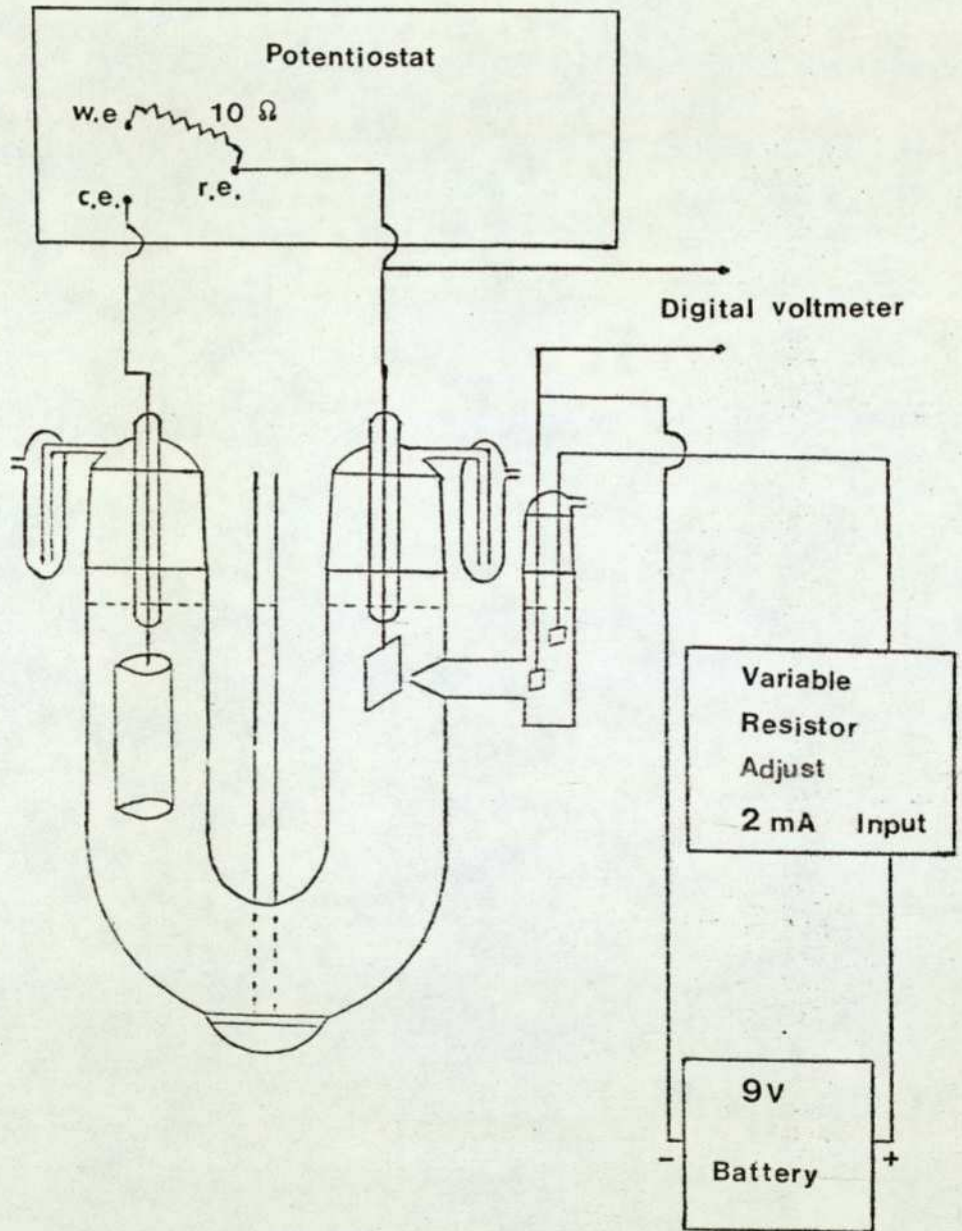 Potentiostat
w.e 10 Ω
r.e.
c.e.
Digital voltmeter
Variable
Resistor
Adjust
2 mA Input
9V
- Battery +